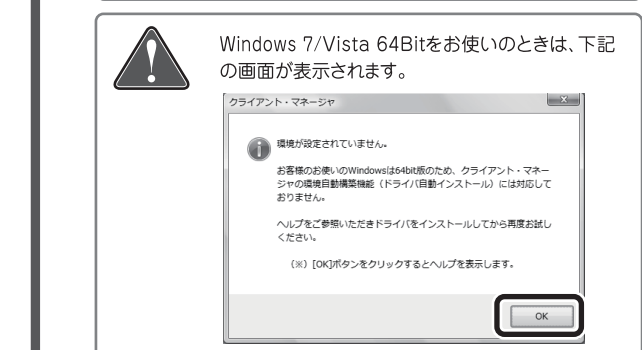 Windows 7/Vista 64Bitをお使いのときは、下記
の画面が表示されます。
クライアント・マネージャ
環境が設定されていません。
お客様のお使いのWindowsは64bit版のため、クライアント・マネー
ジャの環境自動構築機能（ドライバ自動インストール）には対応して
おりません。
ヘルプをご参照いただきドライバをインストールしてから再度お試し
ください。
（※）[OK]ボタンをクリックするとヘルプを表示します。
OK